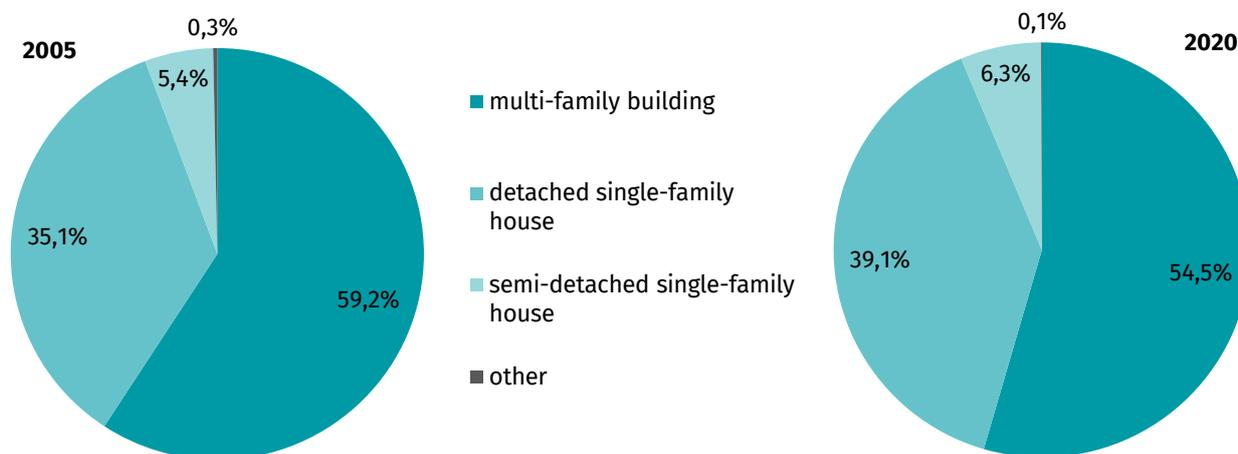 2005
0,3%
5,4%
35,1%
59,2%
multi-family building
detached single-family
house
semi-detached single-family
house
other
2020
0,1%
6,3%
39,1%
54,5%